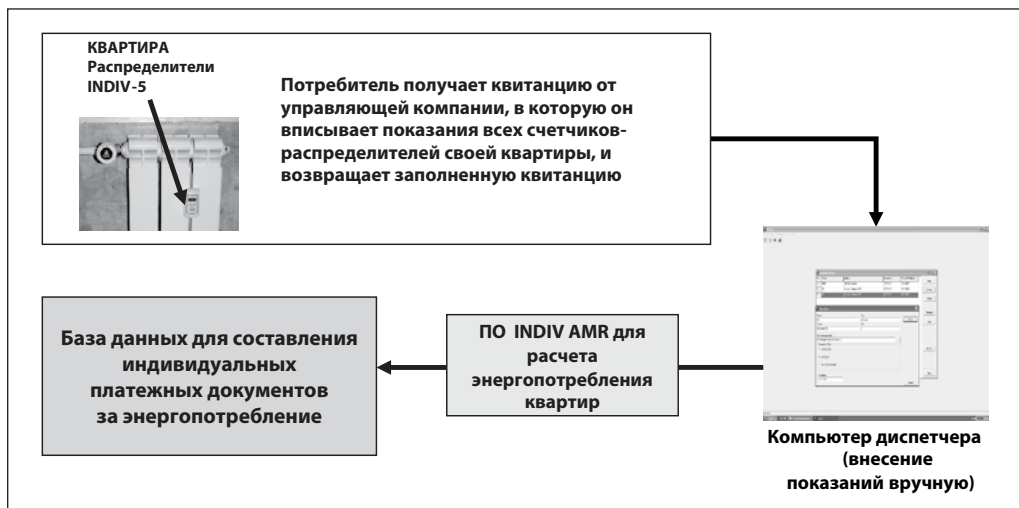 КВАРТИРА
Распределители
INDIV-5
Потребитель получает квитанцию от
управляющей компании, в которую он
вписывает показания всех счетчиков-
распределителей своей квартиры, и
возвращает заполненную квитанцию
База данных для составления
индивидуальных
платежных документов
за энергопотребление
ПО INDIV AMR для
расчета
энергопотребления
квартир
Компьютер диспетчера
(внесение
показаний вручную)